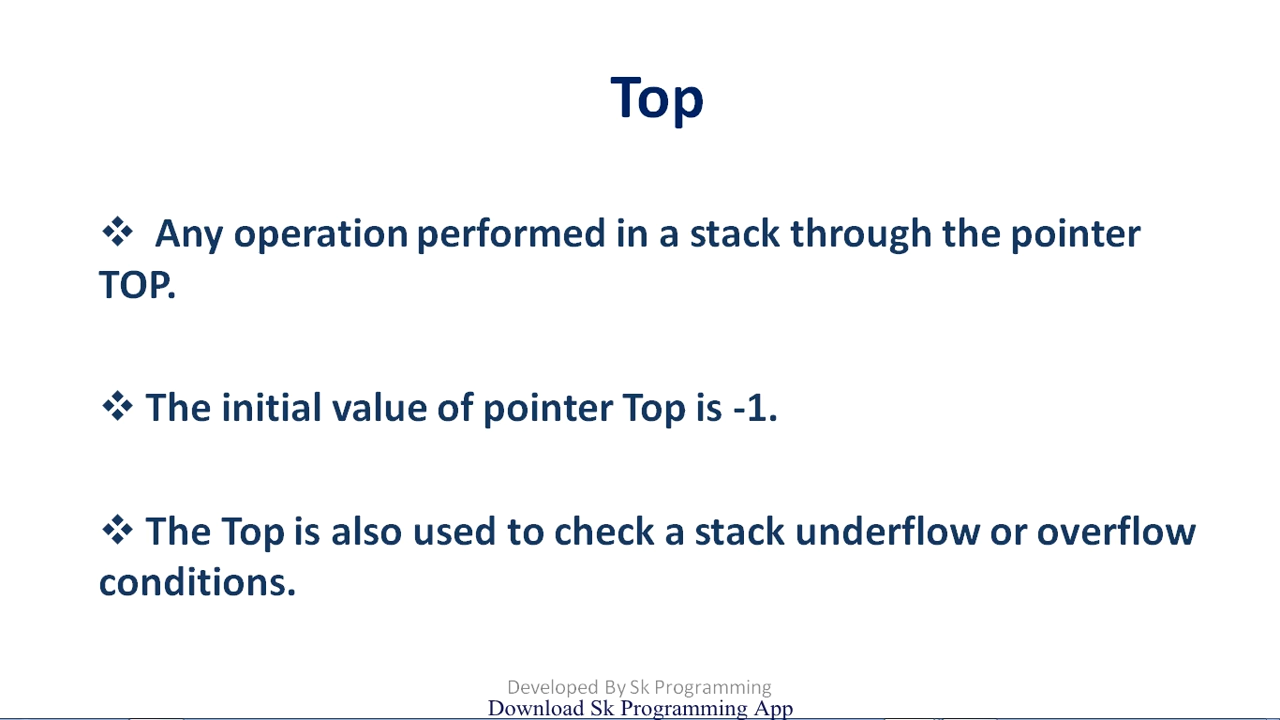 Top
❖ Any operation performed in a stack through the pointer
TOP.
❖ The initial value of pointer Top is -1.
❖ The Top is also used to check a stack underflow or overflow
conditions.
Developed By Sk Programming
Download Sk Programming App